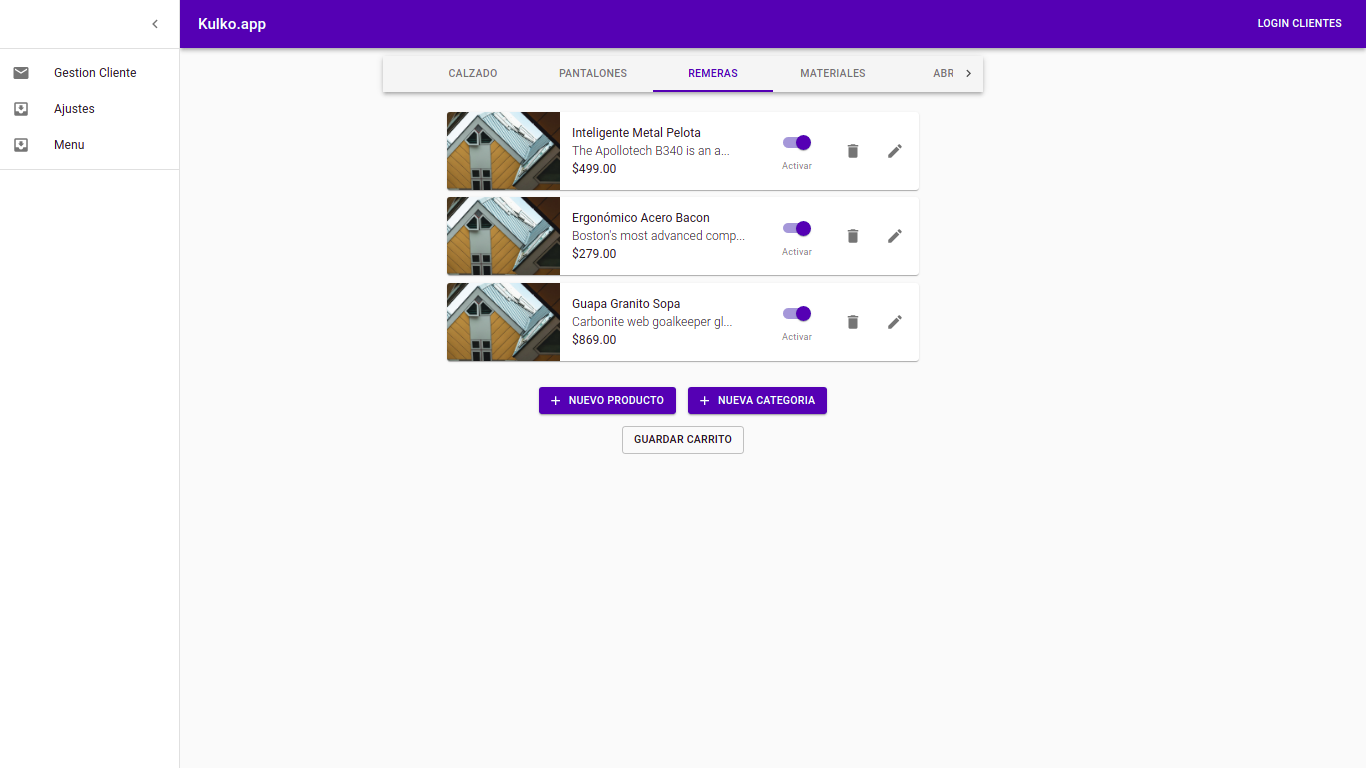 Kulko.app
LOGIN CLIENTES
Gestion Cliente
Ajustes
Menu
CALZADO
PANTALONES
REMERAS
MATERIALES
ABR
Inteligente Metal Pelota
The Apollotech B340 is an a...
$499.00
Activar
Ergonómico Acero Bacon
Boston's most advanced comp...
$279.00
Activar
Guapa Granito Sopa
Carbonite web goalkeeper gl...
$869.00
Activar
NUEVO PRODUCTO
NUEVA CATEGORIA
GUARDAR CARRITO